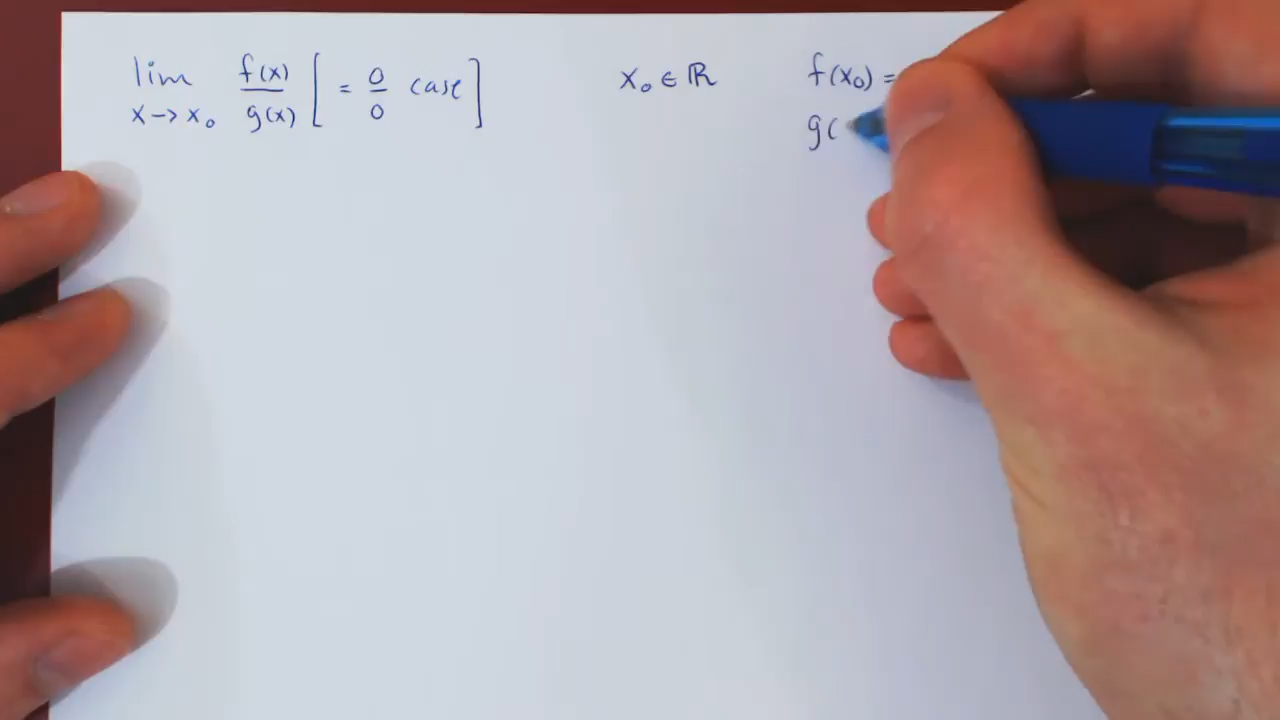 lim x→x₀ f(x)/g(x) [ = 0/0 case ] x₀ ∈ ℝ f(x₀) =
g(